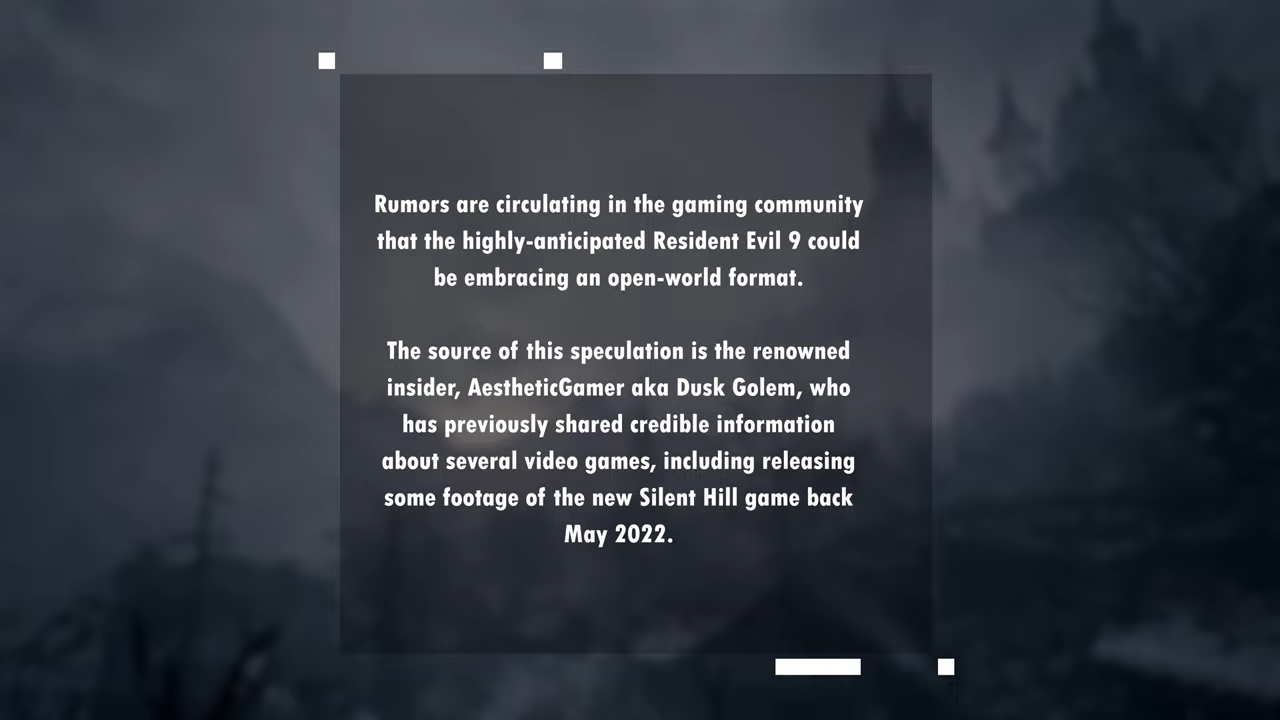 Rumors are circulating in the gaming community
that the highly-anticipated Resident Evil 9 could
be embracing an open-world format.
The source of this speculation is the renowned
insider, AestheticGamer aka Dusk Golem, who
has previously shared credible information
about several video games, including releasing
some footage of the new Silent Hill game back
May 2022.